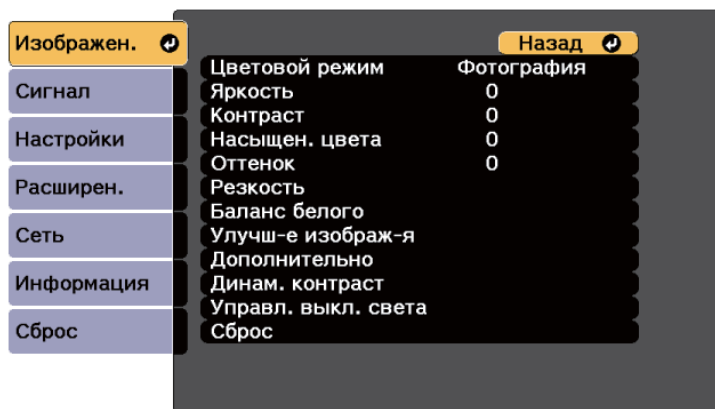 Изображен.
Сигнал
Настройки
Расширен.
Сеть
Информация
Сброс
Назад
Цветовой режим Фотография
Яркость 0
Контраст 0
Насыщен. цвета 0
Оттенок 0
Резкость
Баланс белого
Улучш-е изображ-я
Дополнительно
Динам. контраст
Управл. выкл. света
Сброс